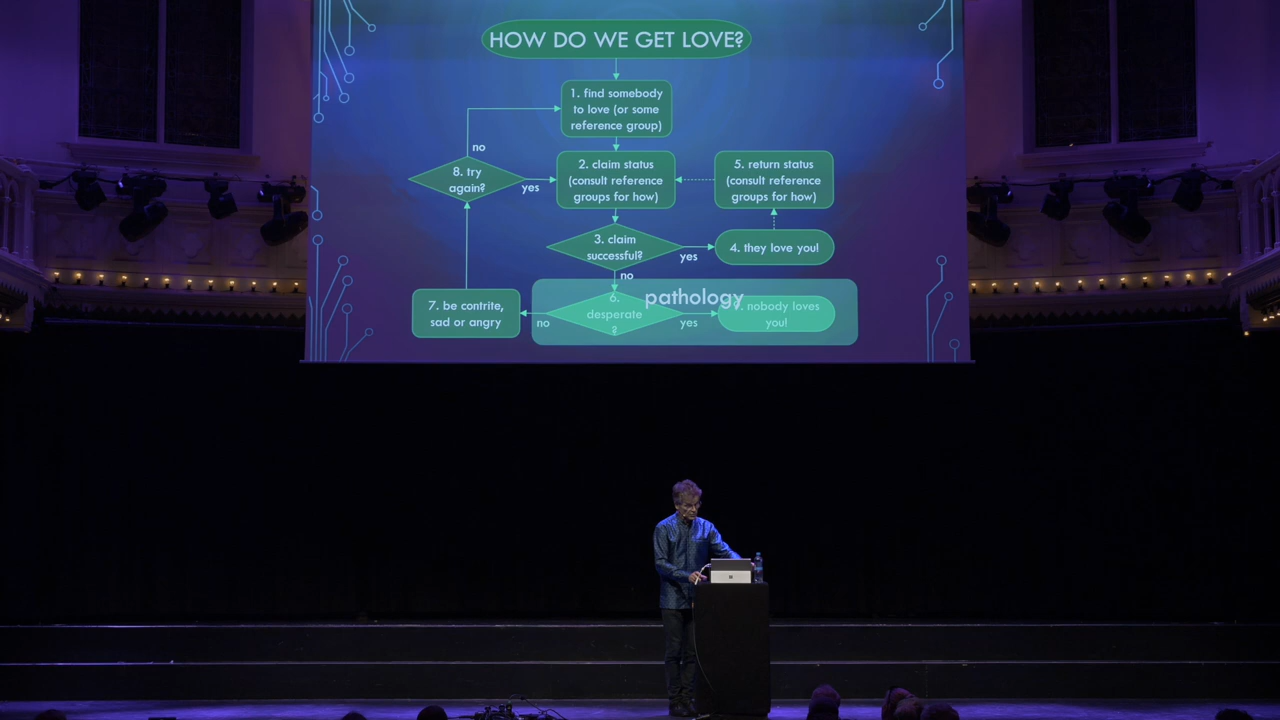 HOW DO WE GET LOVE?
1. find somebody
to love (or some
reference group)
no
8. try
again?
yes
2. claim status
(consult reference
groups for how)
5. return status
(consult reference
groups for how)
3. claim
successful?
yes
4. they love you!
no
pathology
7. be contrite,
sad or angry
no
6.
desperate
?
yes
nobody loves
you!